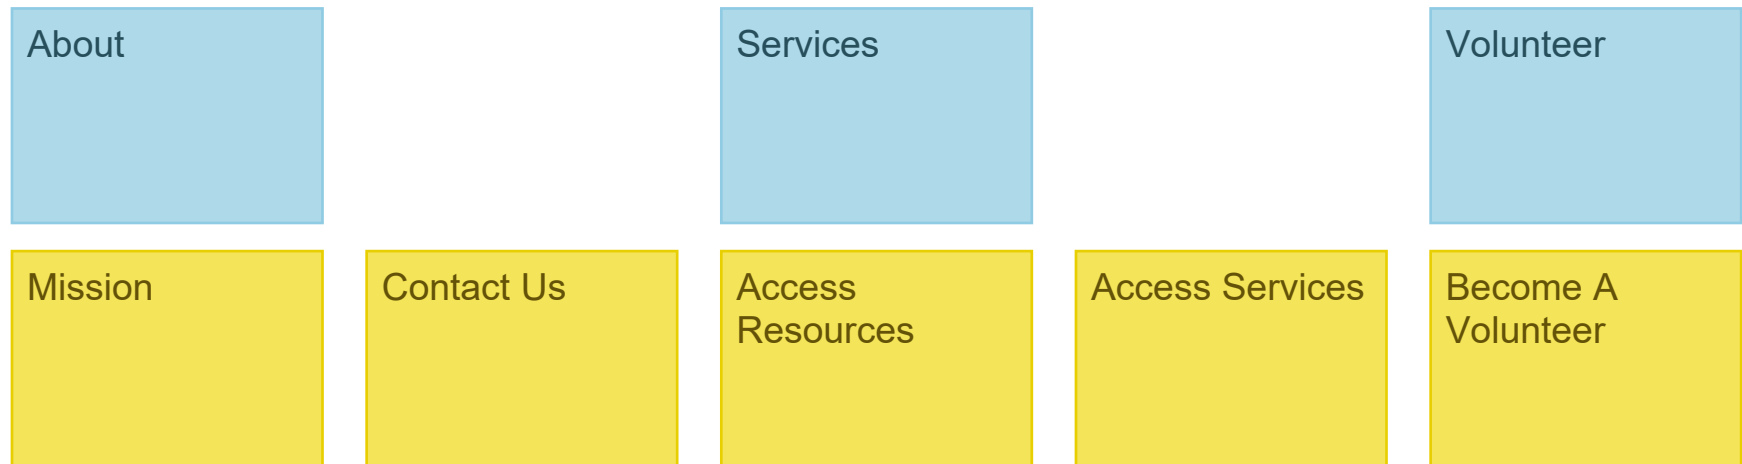 About
Services
Volunteer
Mission
Contact Us
Access
Resources
Access Services
Become A
Volunteer